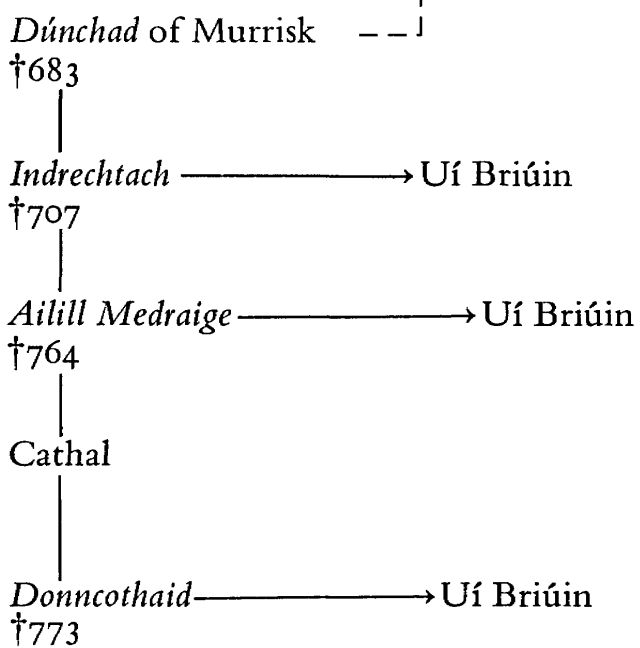 Dúnchad of Murrisk
†683
Indrechtach → Uí Briúin
†707
Ailill Medraige → Uí Briúin
†764
Cathal
Donncothaid → Uí Briúin
†773